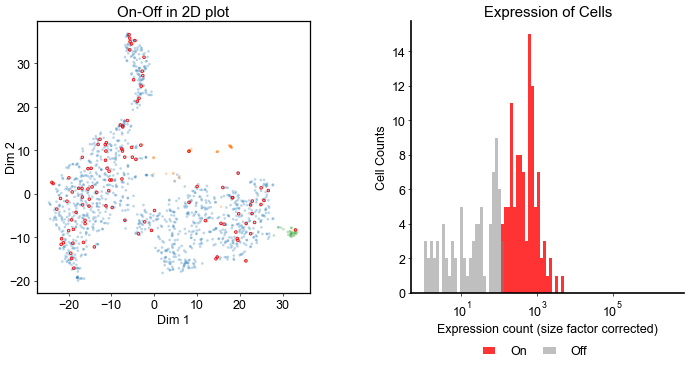 On-Off in 2D plot
Dim 2
30
20
10
0
−10
−20
−20 −10 0 10 20 30
Dim 1
Expression of Cells
Cell Counts
14
12
10
8
6
4
2
0
10^1 10^3 10^5
Expression count (size factor corrected)
On Off